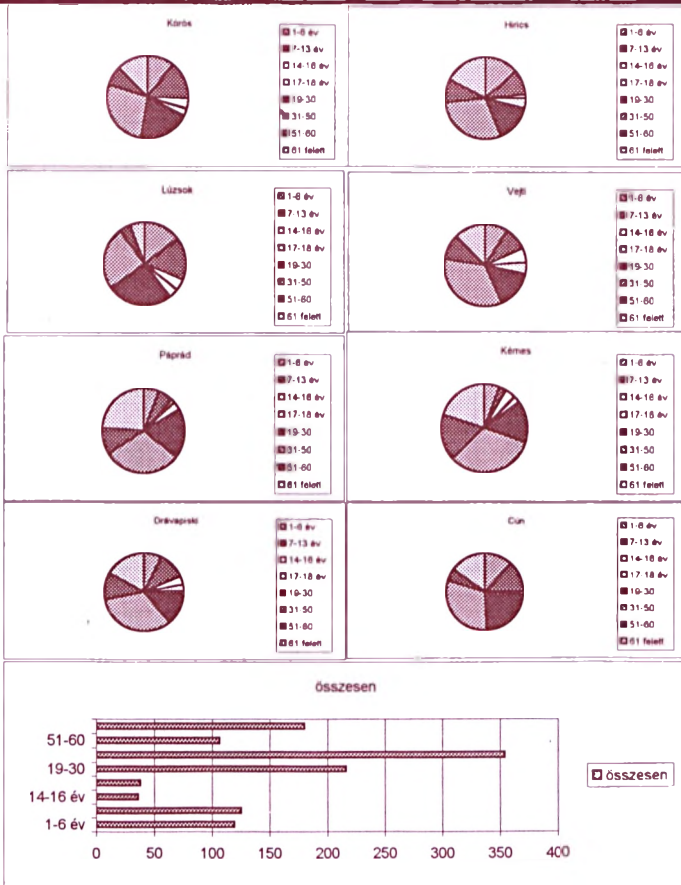 Kórós
1-6 év
7-13 év
14-16 év
17-18 év
19-30
31-50
51-60
61 felett
Hirics
1-6 év
7-13 év
14-16 év
17-18 év
19-30
31-50
51-60
61 felett
Lúzsok
1-6 év
7-13 év
14-16 év
17-18 év
19-30
31-50
51-60
61 felett
Vejti
1-6 év
7-13 év
14-16 év
17-18 év
19-30
31-50
51-60
61 felett
Páprád
1-6 év
7-13 év
14-16 év
17-18 év
19-30
31-50
51-60
61 felett
Kémes
1-6 év
7-13 év
14-16 év
17-18 év
19-30
31-50
51-60
61 felett
Drávapiski
1-6 év
7-13 év
14-16 év
17-18 év
19-30
31-50
51-60
61 felett
Cún
1-6 év
7-13 év
14-16 év
17-18 év
19-30
31-50
51-60
61 felett
összesen
51-60
19-30
14-16 év
1-6 év
0 50 100 150 200 250 300 350 400
összesen